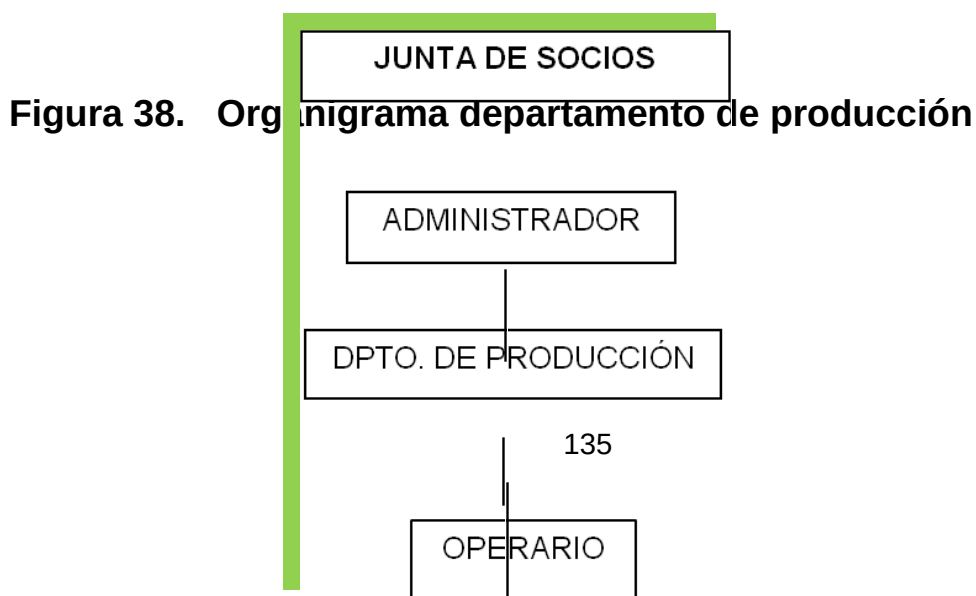 JUNTA DE SOCIOS
Figura 38. Organigrama departamento de producción
ADMINISTRADOR
DPTO. DE PRODUCCIÓN
135
OPERARIO